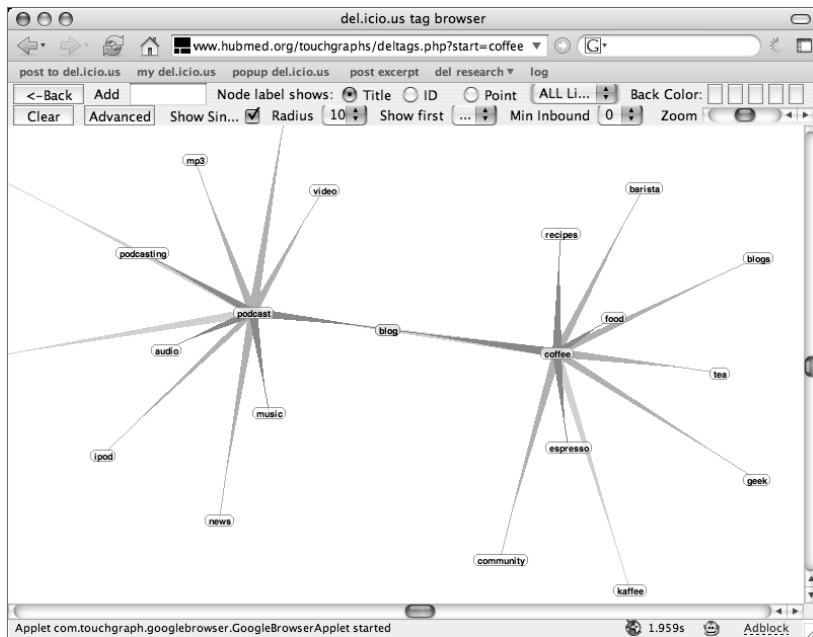 del.icio.us tag browser
www.hubmed.org/touchgraphs/deltags.php?start=coffee G
post to del.icio.us my del.icio.us popup del.icio.us post excerpt del research log
<-Back Add Node label shows: Title ID Point ALL Li... Back Color:
Clear Advanced Show Sin... Radius 10 Show first ... Min Inbound 0 Zoom
mp3
video
barista
recipes
podcasting
blogs
podcast
food
blog
audio
coffee
tea
music
espresso
ipod
geek
news
community
kaffee
Applet com.touchgraph.googlebrowser.GoogleBrowserApplet started 1.959s Adblock